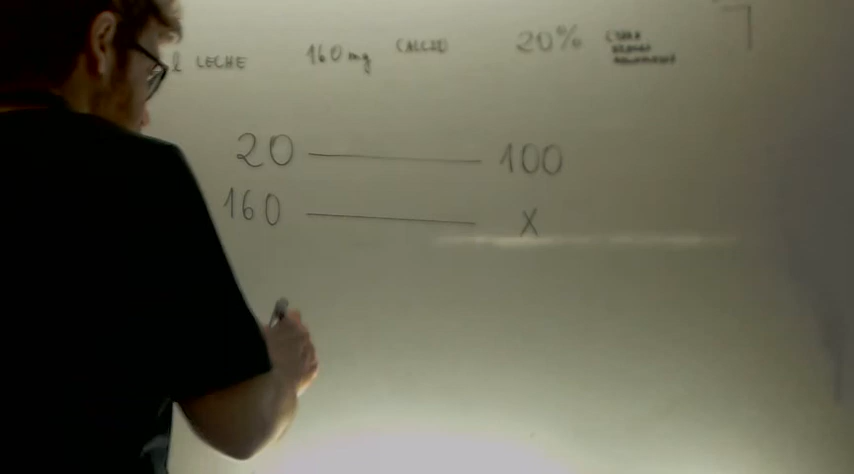 l LECHE 160 mg CALCIO 20%
20 — 100
160 — X